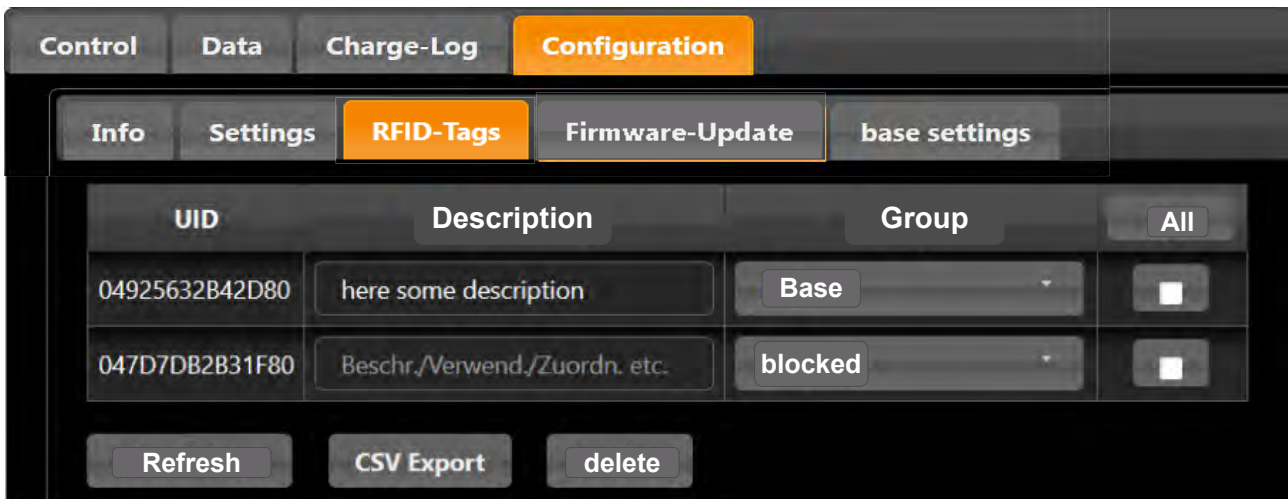 Control Data Charge-Log Configuration
Info Settings RFID-Tags Firmware-Update base settings
UID Description Group All
04925632B42D80 here some description Base
047D7DB2B31F80 Beschr./Verwend./Zuordn. etc. blocked
Refresh CSV Export delete